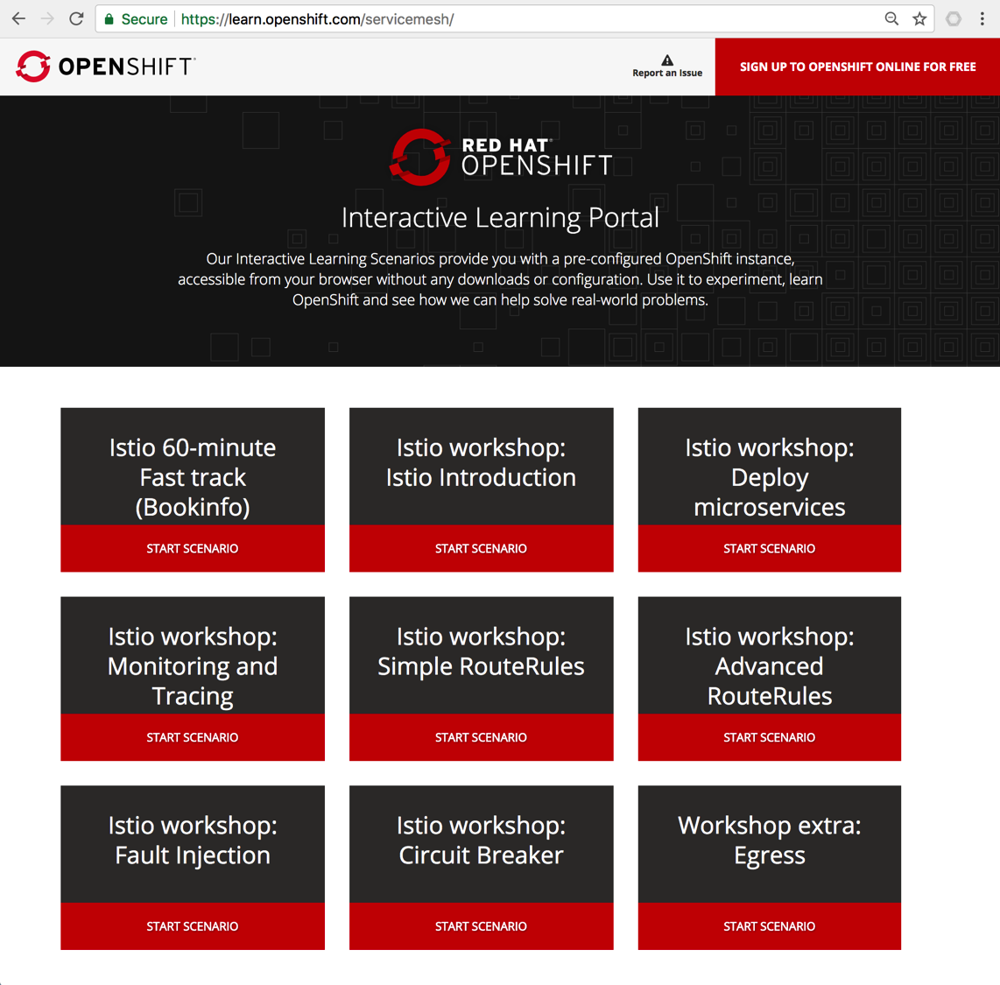 Secure https://learn.openshift.com/servicemesh/
OPENSHIFT
Report an Issue
SIGN UP TO OPENSHIFT ONLINE FOR FREE
RED HAT®
OPENSHIFT
Interactive Learning Portal
Our Interactive Learning Scenarios provide you with a pre-configured OpenShift instance,
accessible from your browser without any downloads or configuration. Use it to experiment, learn
OpenShift and see how we can help solve real-world problems.
Istio 60-minute
Fast track
(Bookinfo)
START SCENARIO
Istio workshop:
Istio Introduction
START SCENARIO
Istio workshop:
Deploy
microservices
START SCENARIO
Istio workshop:
Monitoring and
Tracing
START SCENARIO
Istio workshop:
Simple RouteRules
START SCENARIO
Istio workshop:
Advanced
RouteRules
START SCENARIO
Istio workshop:
Fault Injection
START SCENARIO
Istio workshop:
Circuit Breaker
START SCENARIO
Workshop extra:
Egress
START SCENARIO